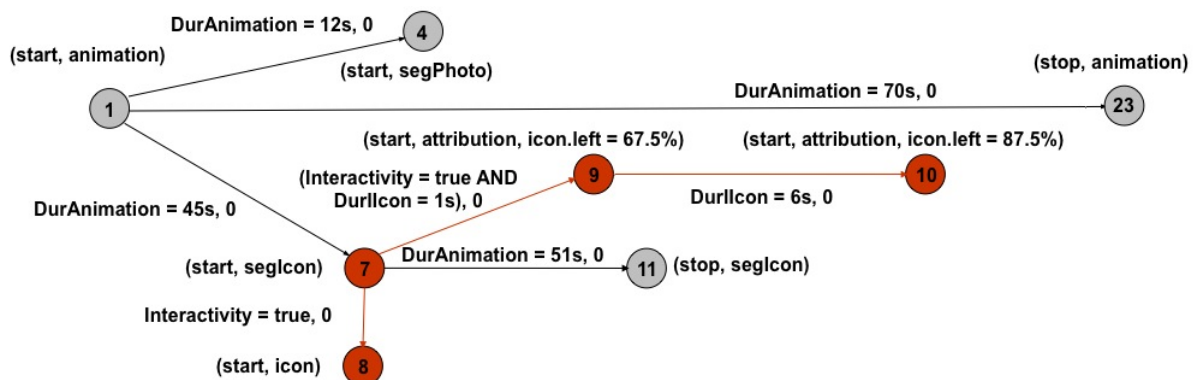 DurAnimation = 12s, 0
4
(start, animation)
(start, segPhoto)
(stop, animation)
1
DurAnimation = 70s, 0
23
(start, attribution, icon.left = 67.5%)
(start, attribution, icon.left = 87.5%)
(Interactivity = true AND
DurIIcon = 1s), 0
9
10
DurIIcon = 6s, 0
DurAnimation = 45s, 0
DurAnimation = 51s, 0
(start, segIcon)
7
11
(stop, segIcon)
Interactivity = true, 0
(start, icon)
8